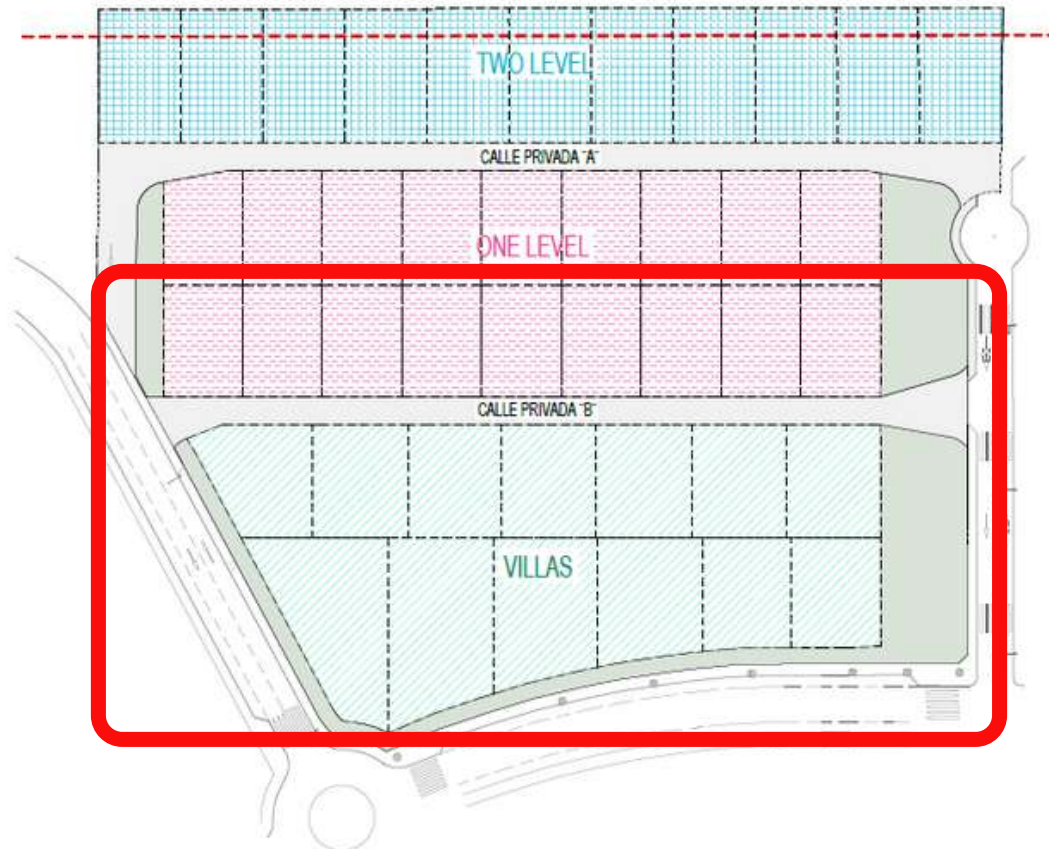 TWO LEVEL
CALLE PRIVADA "A"
ONE LEVEL
CALLE PRIVADA "B"
VILLAS